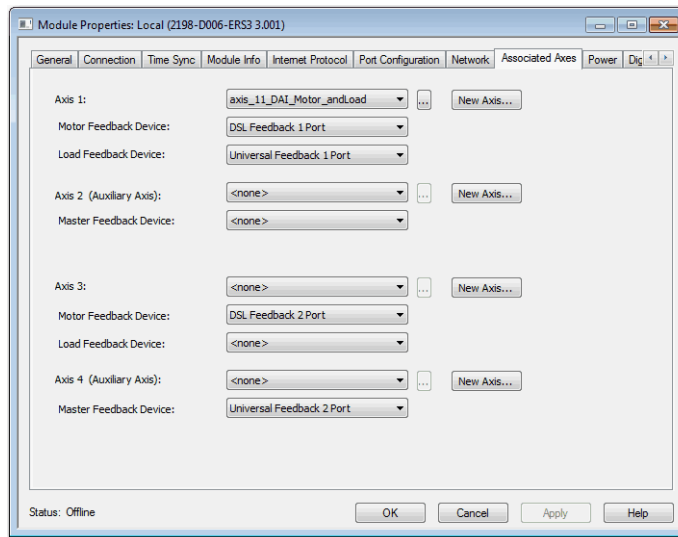 Module Properties: Local (2198-D006-ERS3 3.001)
General Connection Time Sync Module Info Internet Protocol Port Configuration Network Associated Axes Power Dig
Axis 1: axis_11_DAI_Motor_andLoad ... New Axis...
Motor Feedback Device: DSL Feedback 1 Port
Load Feedback Device: Universal Feedback 1 Port
Axis 2 (Auxiliary Axis): <none> ... New Axis...
Master Feedback Device: <none>
Axis 3: <none> ... New Axis...
Motor Feedback Device: DSL Feedback 2 Port
Load Feedback Device: <none>
Axis 4 (Auxiliary Axis): <none> ... New Axis...
Master Feedback Device: Universal Feedback 2 Port
Status: Offline OK Cancel Apply Help